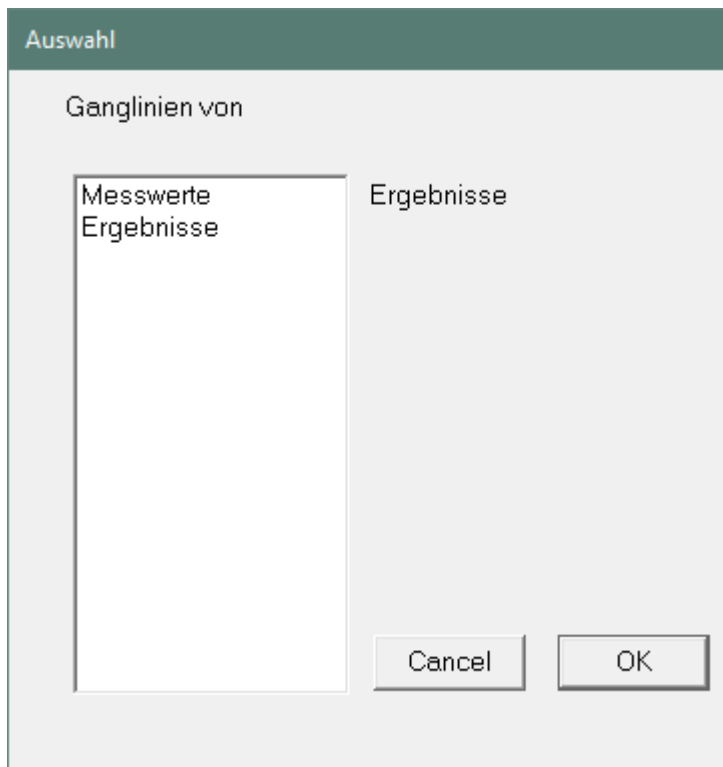 Auswahl
Ganglinien von
Messwerte
Ergebnisse
Ergebnisse
Cancel
OK